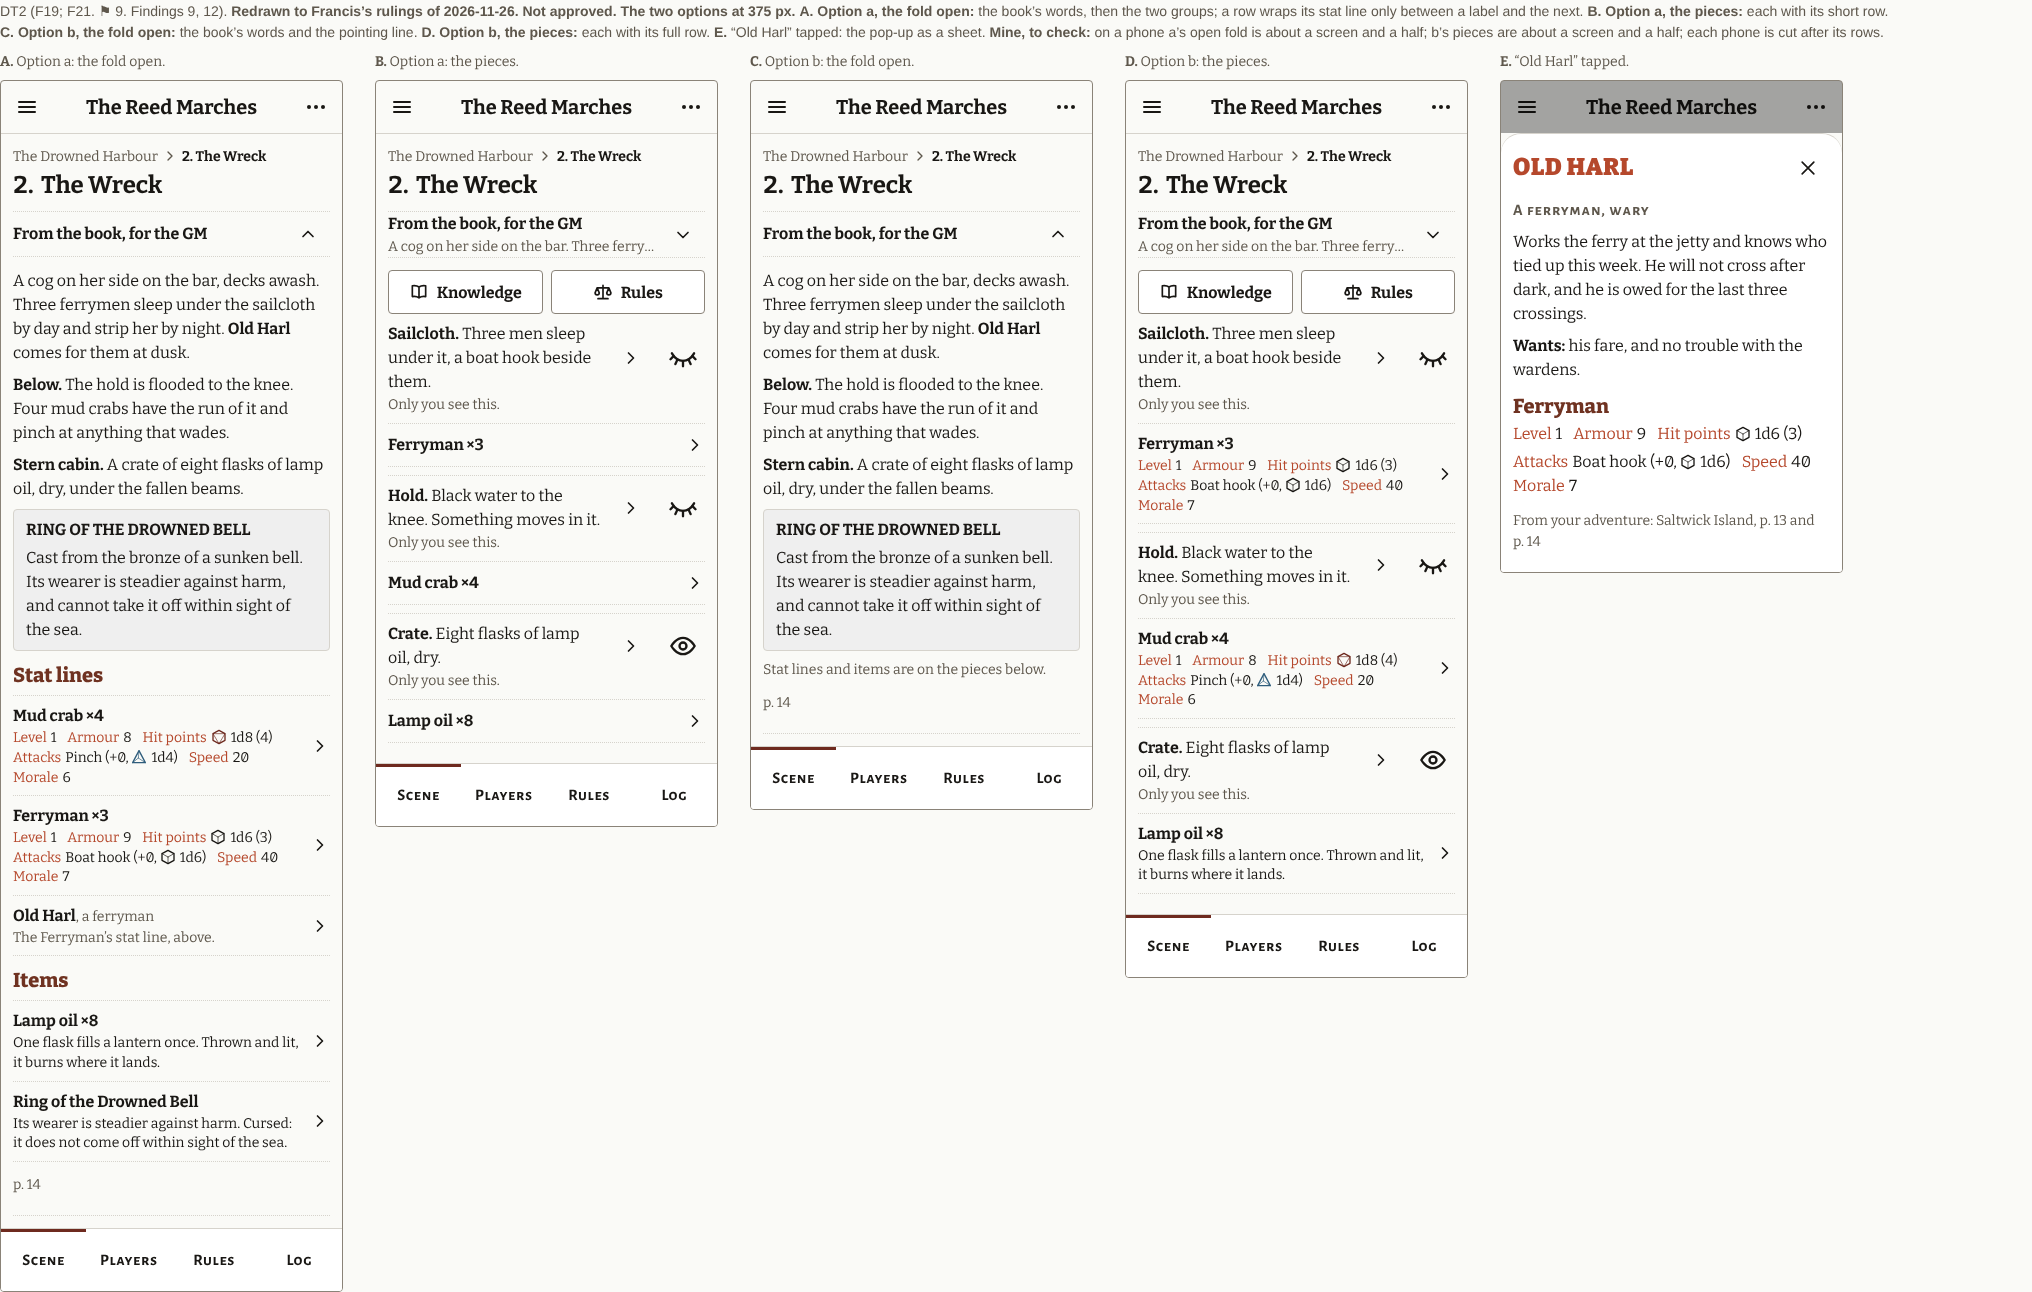 DT2 (F19; F21. ⚑ 9. Findings 9, 12). Redrawn to Francis’s rulings of 2026-11-26. Not approved. The two options at 375 px. A. Option a, the fold open: the book’s words, then the two groups; a row wraps its stat line only between a label and the next. B. Option a, the pieces: each with its short row.
C. Option b, the fold open: the book’s words and the pointing line. D. Option b, the pieces: each with its full row. E. “Old Harl” tapped: the pop-up as a sheet. Mine, to check: on a phone a’s open fold is about a screen and a half; b’s pieces are about a screen and a half; each phone is cut after its rows.
A. Option a: the fold open.
The Reed Marches
The Drowned Harbour > 2. The Wreck
2. The Wreck
From the book, for the GM
A cog on her side on the bar, decks awash.
Three ferrymen sleep under the sailcloth
by day and strip her by night. Old Harl
comes for them at dusk.
Below. The hold is flooded to the knee.
Four mud crabs have the run of it and
pinch at anything that wades.
Stern cabin. A crate of eight flasks of lamp
oil, dry, under the fallen beams.
RING OF THE DROWNED BELL
Cast from the bronze of a sunken bell.
Its wearer is steadier against harm,
and cannot take it off within sight of
the sea.
Stat lines
Mud crab ×4
Level 1 Armour 8 Hit points 1d8 (4)
Attacks Pinch (+0, 1d4) Speed 20
Morale 6
Ferryman ×3
Level 1 Armour 9 Hit points 1d6 (3)
Attacks Boat hook (+0, 1d6) Speed 40
Morale 7
Old Harl, a ferryman
The Ferryman’s stat line, above.
Items
Lamp oil ×8
One flask fills a lantern once. Thrown and lit,
it burns where it lands.
Ring of the Drowned Bell
Its wearer is steadier against harm. Cursed:
it does not come off within sight of the sea.
p. 14
Scene Players Rules Log
B. Option a: the pieces.
The Reed Marches
The Drowned Harbour > 2. The Wreck
2. The Wreck
From the book, for the GM
A cog on her side on the bar. Three ferry…
Knowledge Rules
Sailcloth. Three men sleep
under it, a boat hook beside
them.
Only you see this.
Ferryman ×3
Hold. Black water to the
knee. Something moves in it.
Only you see this.
Mud crab ×4
Crate. Eight flasks of lamp
oil, dry.
Only you see this.
Lamp oil ×8
Scene Players Rules Log
C. Option b: the fold open.
The Reed Marches
The Drowned Harbour > 2. The Wreck
2. The Wreck
From the book, for the GM
A cog on her side on the bar, decks awash.
Three ferrymen sleep under the sailcloth
by day and strip her by night. Old Harl
comes for them at dusk.
Below. The hold is flooded to the knee.
Four mud crabs have the run of it and
pinch at anything that wades.
Stern cabin. A crate of eight flasks of lamp
oil, dry, under the fallen beams.
RING OF THE DROWNED BELL
Cast from the bronze of a sunken bell.
Its wearer is steadier against harm,
and cannot take it off within sight of
the sea.
Stat lines and items are on the pieces below.
p. 14
Scene Players Rules Log
D. Option b: the pieces.
The Reed Marches
The Drowned Harbour > 2. The Wreck
2. The Wreck
From the book, for the GM
A cog on her side on the bar. Three ferry…
Knowledge Rules
Sailcloth. Three men sleep
under it, a boat hook beside
them.
Only you see this.
Ferryman ×3
Level 1 Armour 9 Hit points 1d6 (3)
Attacks Boat hook (+0, 1d6) Speed 40
Morale 7
Hold. Black water to the
knee. Something moves in it.
Only you see this.
Mud crab ×4
Level 1 Armour 8 Hit points 1d8 (4)
Attacks Pinch (+0, 1d4) Speed 20
Morale 6
Crate. Eight flasks of lamp
oil, dry.
Only you see this.
Lamp oil ×8
One flask fills a lantern once. Thrown and lit,
it burns where it lands.
Scene Players Rules Log
E. “Old Harl” tapped.
The Reed Marches
OLD HARL
A ferryman, wary
Works the ferry at the jetty and knows who
tied up this week. He will not cross after
dark, and he is owed for the last three
crossings.
Wants: his fare, and no trouble with the
wardens.
Ferryman
Level 1 Armour 9 Hit points 1d6 (3)
Attacks Boat hook (+0, 1d6) Speed 40
Morale 7
From your adventure: Saltwick Island, p. 13 and
p. 14